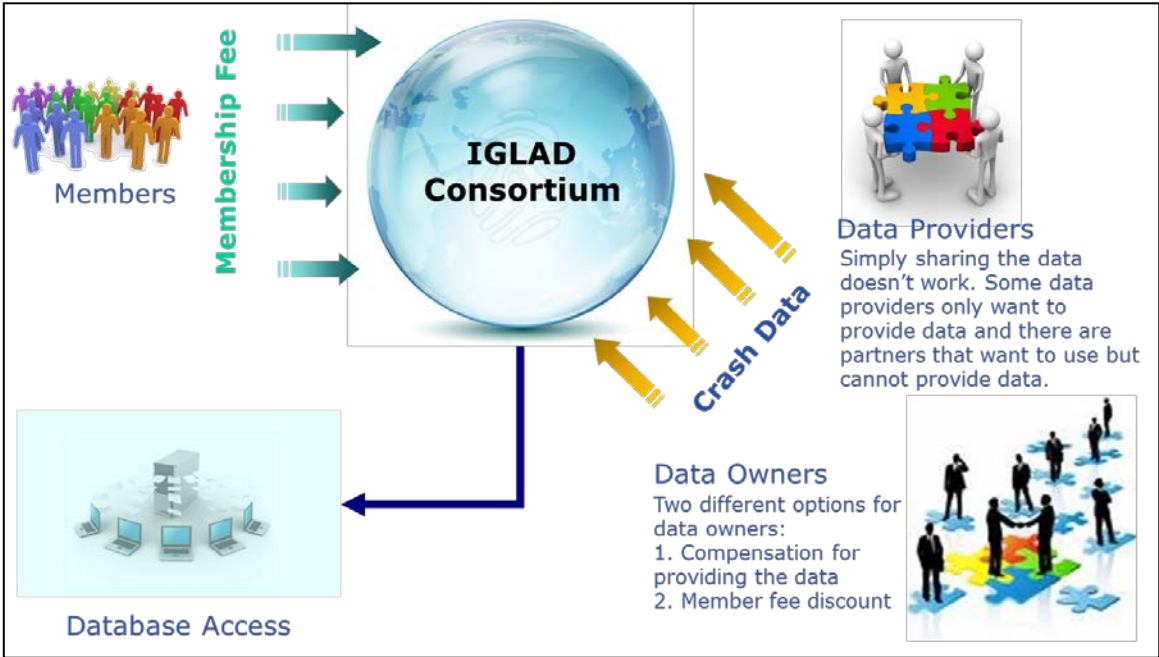 Members
Membership Fee
IGLAD
Consortium
Crash Data
Data Providers
Simply sharing the data
doesn’t work. Some data
providers only want to
provide data and there are
partners that want to use but
cannot provide data.
Data Owners
Two different options for
data owners:
1. Compensation for
providing the data
2. Member fee discount
Database Access